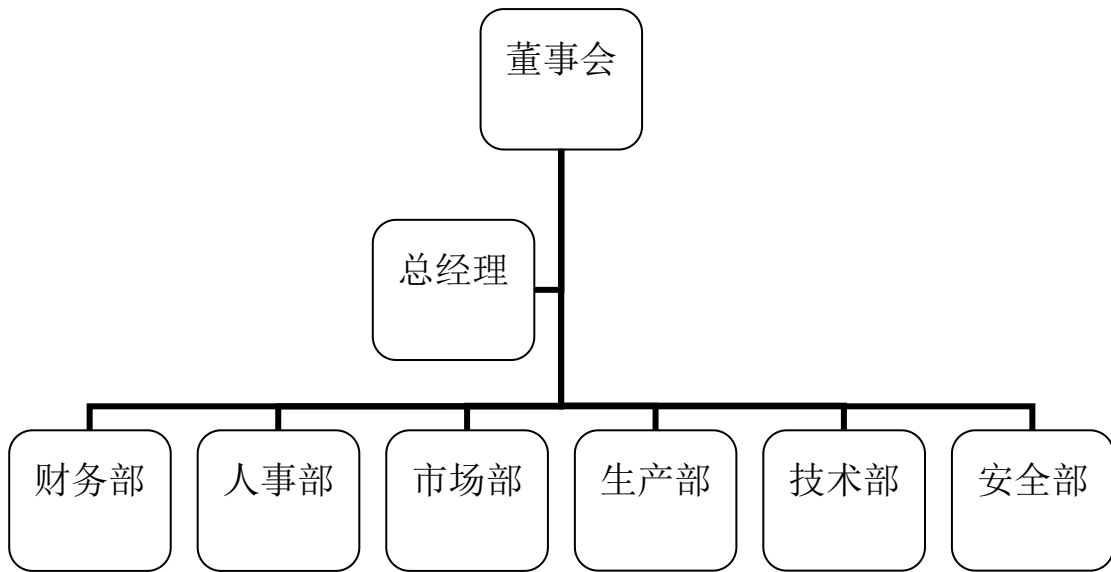 董事会
总经理
财务部
人事部
市场部
生产部
技术部
安全部